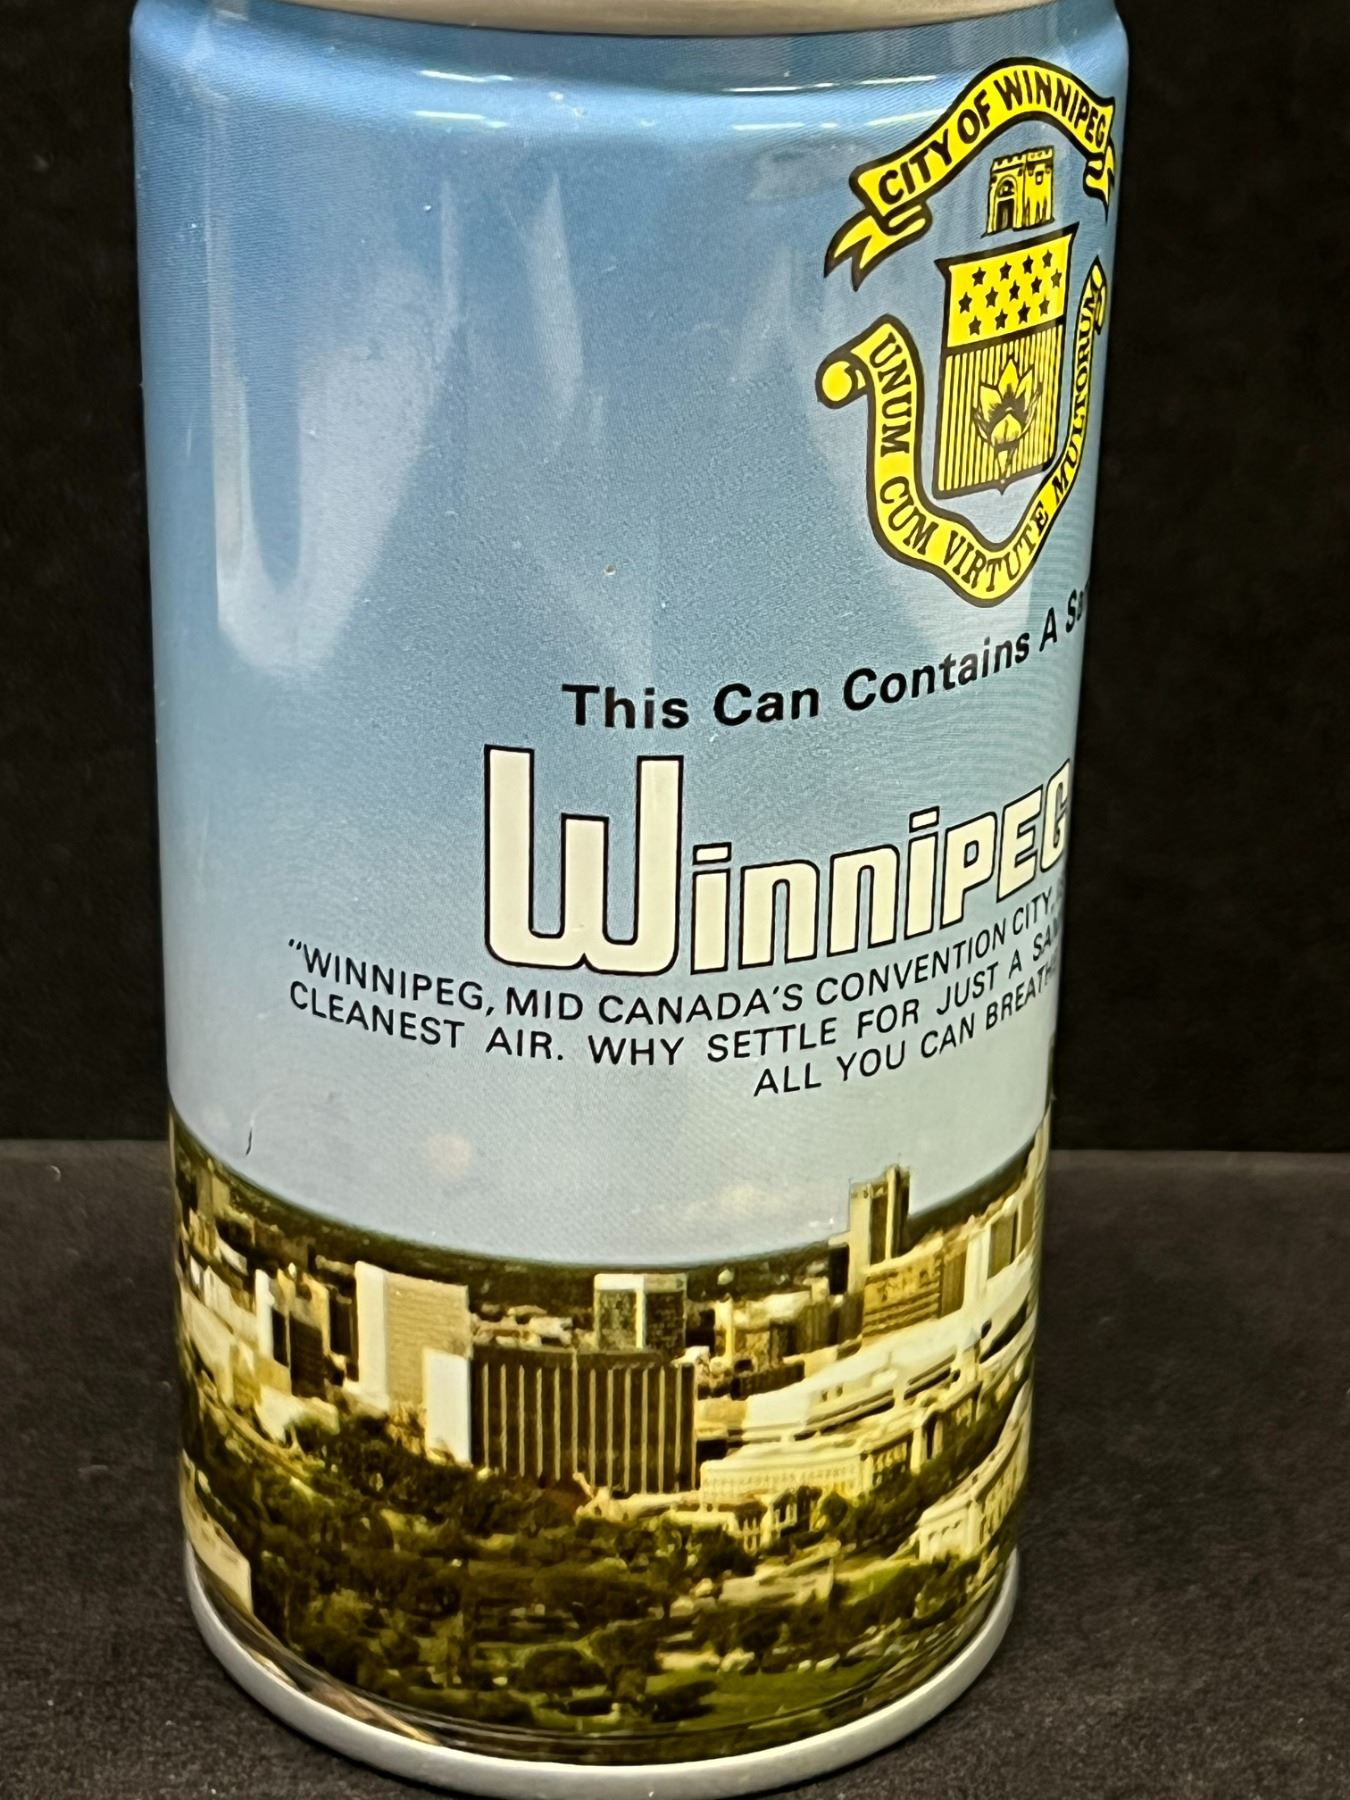 CITY OF WINNIPEG
UNUM CUM VIRTUTE MULTORUM
This Can Contains A
WINNIPEG
"WINNIPEG, MID CANADA'S CONVENTION CITY,
CLEANEST AIR. WHY SETTLE FOR JUST A
ALL YOU CAN